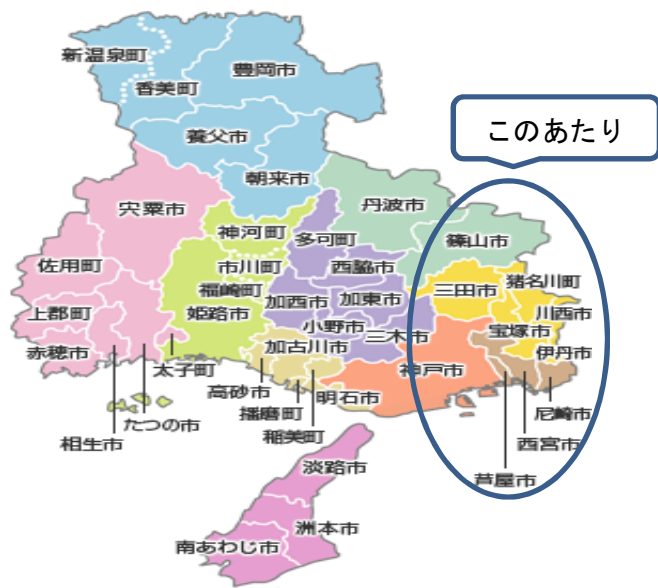 新温泉町
豊岡市
香美町
養父市
朝来市
このあたり
宍粟市
丹波市
神河町
多可町
篠山市
佐用町
市川町
西脇市
猪名川町
福崎町
三田市
上郡町
姫路市
加西市
加東市
川西市
小野市
三木市
宝塚市
赤穂市
加古川市
伊丹市
太子町
神戸市
高砂市
明石市
播磨町
尼崎市
たつの市
稲美町
相生市
西宮市
芦屋市
淡路市
洲本市
南あわじ市